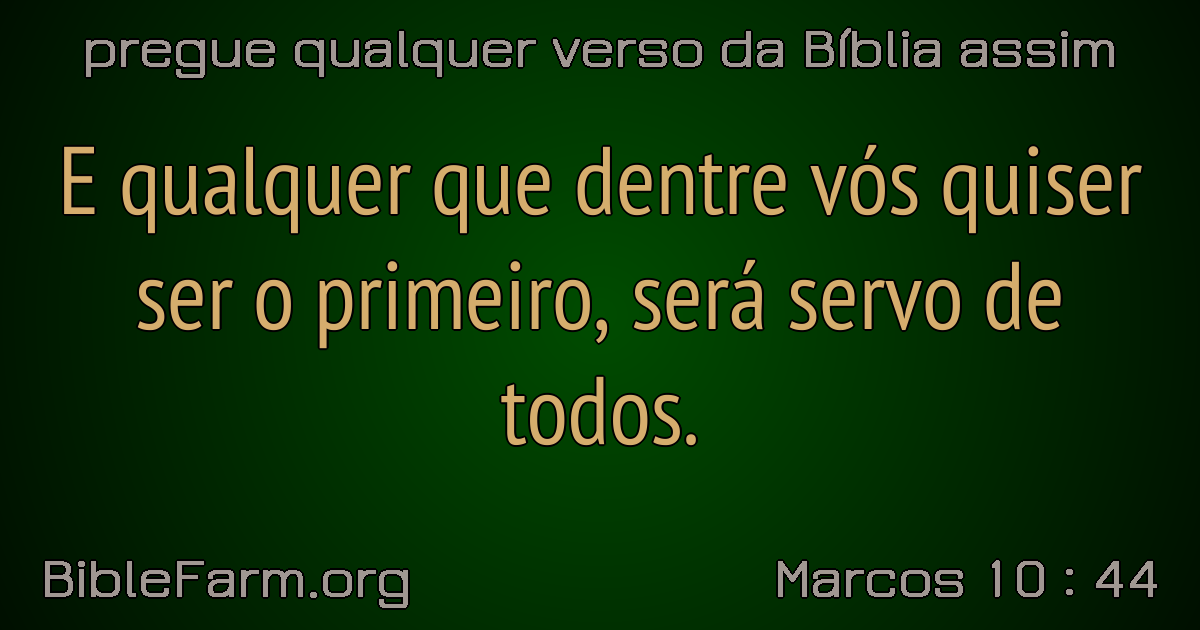 pregue qualquer verso da Bíblia assim
E qualquer que dentre vós quiser
ser o primeiro, será servo de
todos.
BibleFarm.org
Marcos 10 : 44